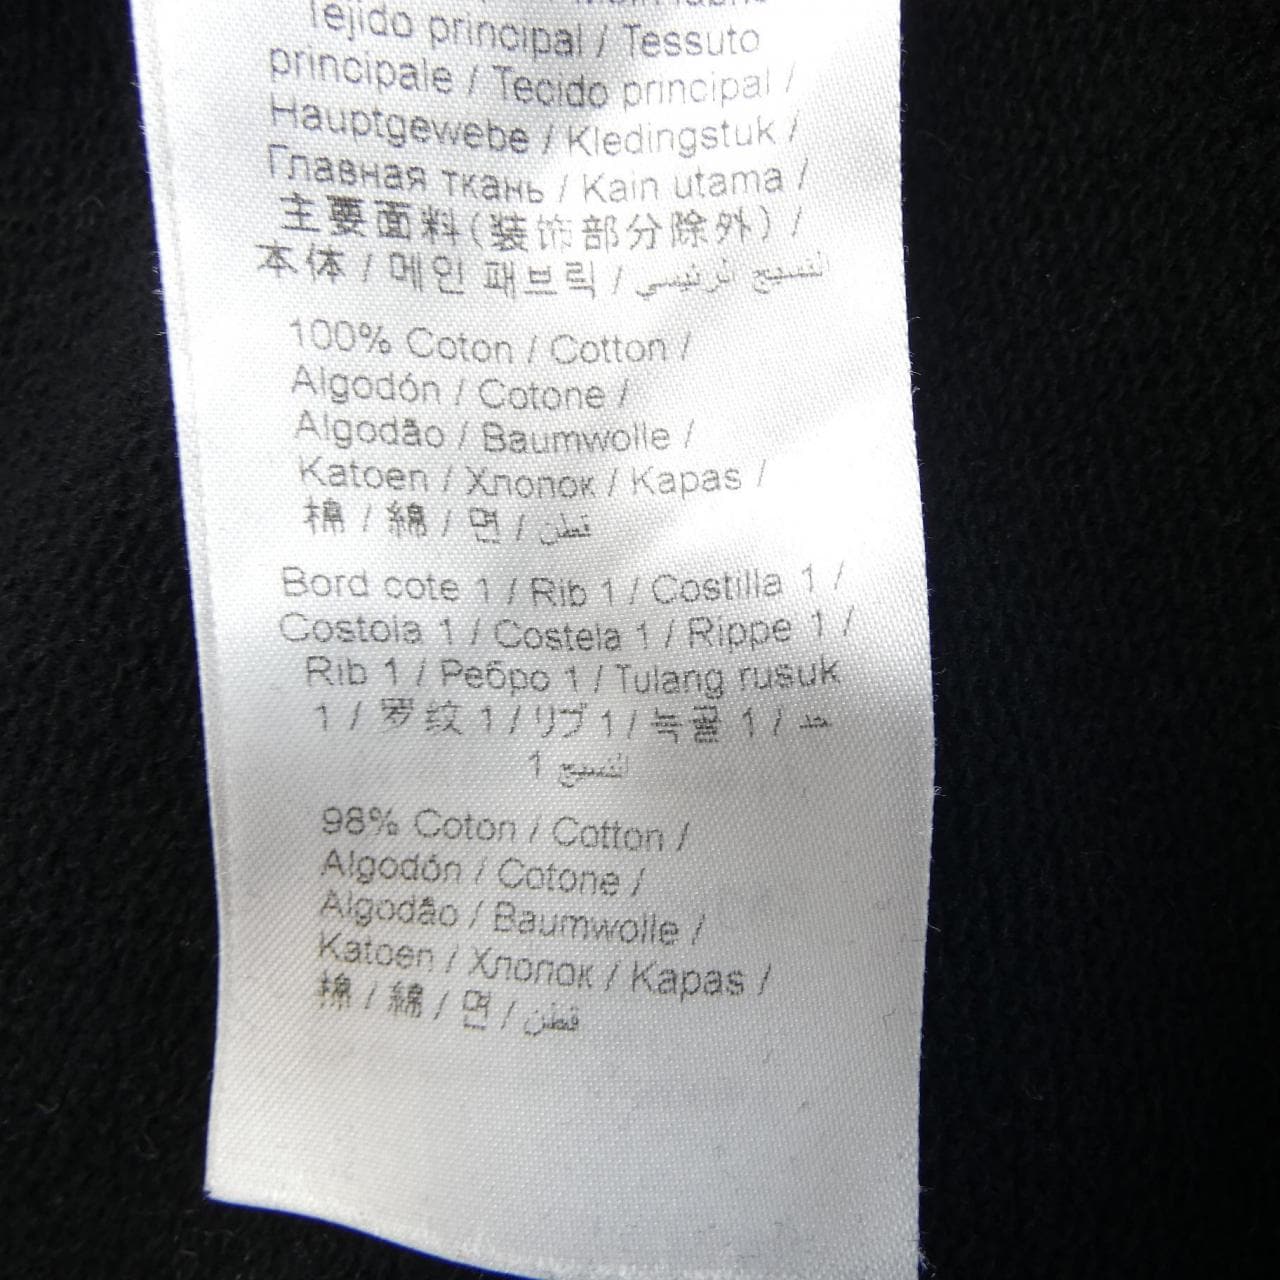 Tejido principal / Tessuto
principale / Tecido principal /
Hauptgewebe / Kledingstuk /
Главная ткань / Kain utama /
主要面料(装饰部分除外) /
本体 / 메인 패브릭 / النسيج الرئيسي
100% Coton / Cotton /
Algodón / Cotone /
Algodão / Baumwolle /
Katoen / Хлопок / Kapas /
棉 / 綿 / 면 / قطن
Bord cote 1 / Rib 1 / Costilla 1 /
Costola 1 / Costela 1 / Rippe 1 /
Rib 1 / Ребро 1 / Tulang rusuk
1 / 罗纹 1 / リブ 1 / 늑골 1 /
النسيج 1
98% Coton / Cotton /
Algodón / Cotone /
Algodão / Baumwolle /
Katoen / Хлопок / Kapas /
棉 / 綿 / 면 / قطن